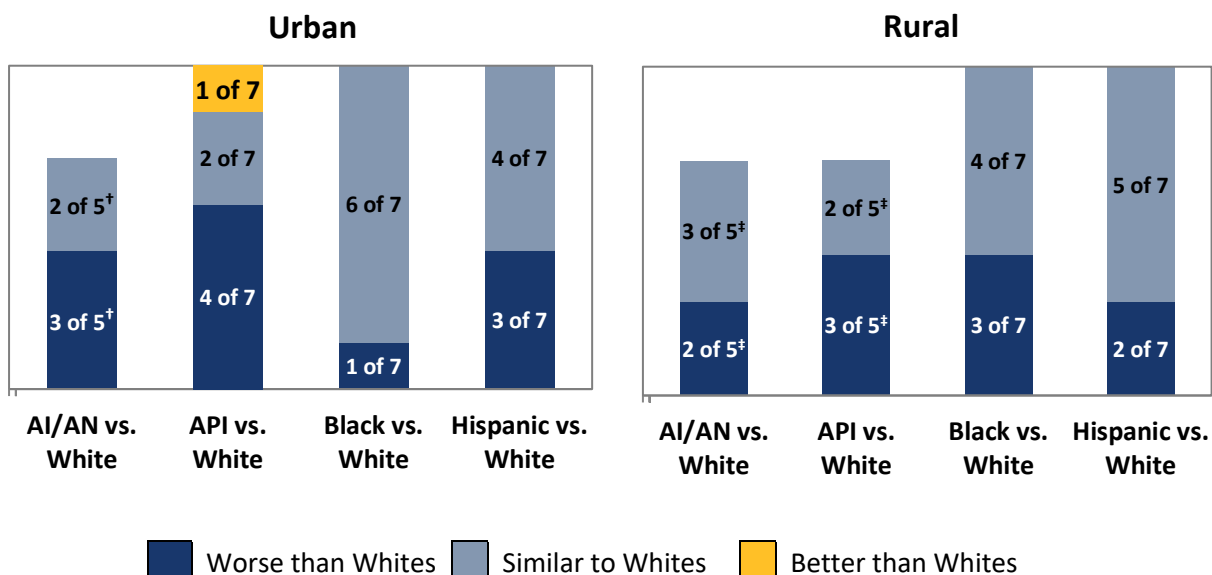 Urban
1 of 7
2 of 7
4 of 7
2 of 5†
6 of 7
3 of 5†
4 of 7
3 of 7
1 of 7
AI/AN vs.
White
API vs.
White
Black vs.
White
Hispanic vs.
White
Rural
4 of 7
5 of 7
3 of 5‡
2 of 5‡
2 of 5‡
3 of 5‡
3 of 7
2 of 7
AI/AN vs.
White
API vs.
White
Black vs.
White
Hispanic vs.
White
Worse than Whites
Similar to Whites
Better than Whites